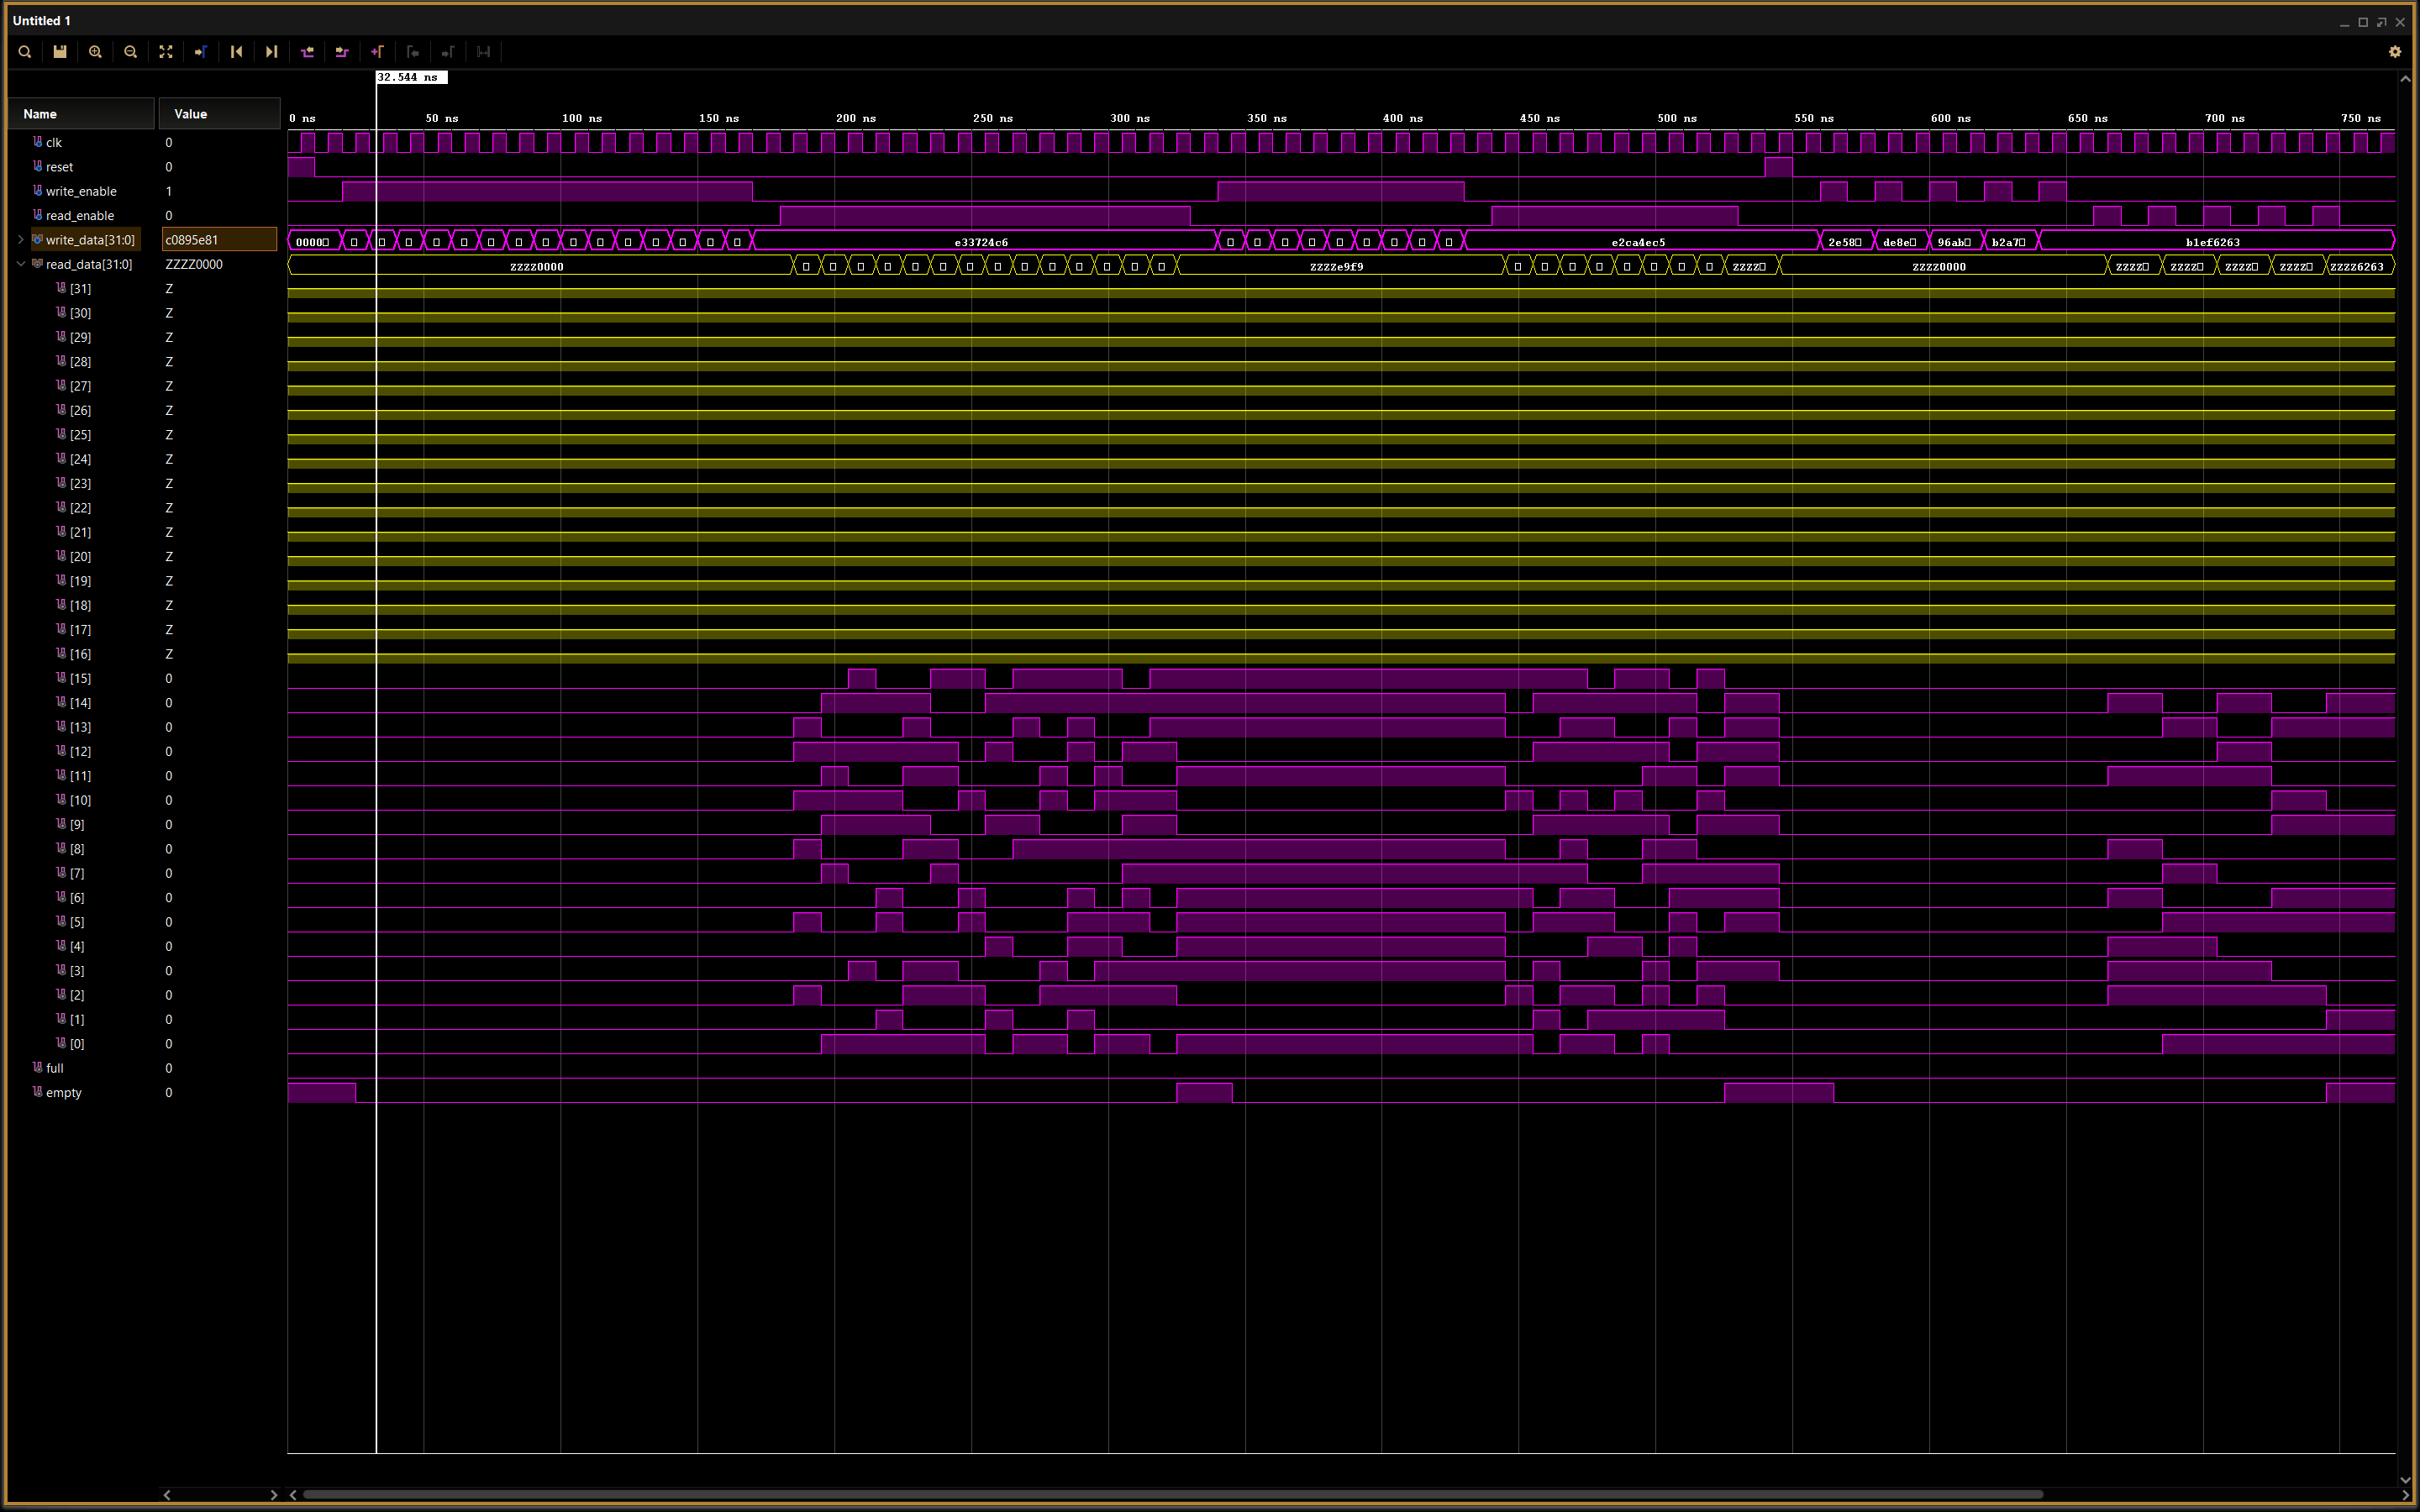 Untitled 1
32.544 ns
Name Value
0 ns 50 ns 100 ns 150 ns 200 ns 250 ns 300 ns 350 ns 400 ns 450 ns 500 ns 550 ns 600 ns 650 ns 700 ns 750 ns
clk 0
reset 0
write_enable 1
read_enable 0
write_data[31:0] c0895e81 0000▯ ▯ ▯ ▯ ▯ ▯ ▯ ▯ ▯ ▯ ▯ ▯ ▯ ▯ ▯ e33724c6 ▯ ▯ ▯ ▯ ▯ ▯ ▯ ▯ ▯ e2ca4ec5 2e58▯ de8e▯ 96ab▯ b2a7▯ b1ef6263
read_data[31:0] ZZZZ0000 ZZZZ0000 ▯ ▯ ▯ ▯ ▯ ▯ ▯ ▯ ▯ ▯ ▯ ▯ ▯ ▯ ZZZZe9f9 ▯ ▯ ▯ ▯ ▯ ▯ ▯ ▯ ZZZZ▯ ZZZZ0000 ZZZZ▯ ZZZZ▯ ZZZZ▯ ZZZZ▯ ZZZZ6263
[31] Z
[30] Z
[29] Z
[28] Z
[27] Z
[26] Z
[25] Z
[24] Z
[23] Z
[22] Z
[21] Z
[20] Z
[19] Z
[18] Z
[17] Z
[16] Z
[15] 0
[14] 0
[13] 0
[12] 0
[11] 0
[10] 0
[9] 0
[8] 0
[7] 0
[6] 0
[5] 0
[4] 0
[3] 0
[2] 0
[1] 0
[0] 0
full 0
empty 0